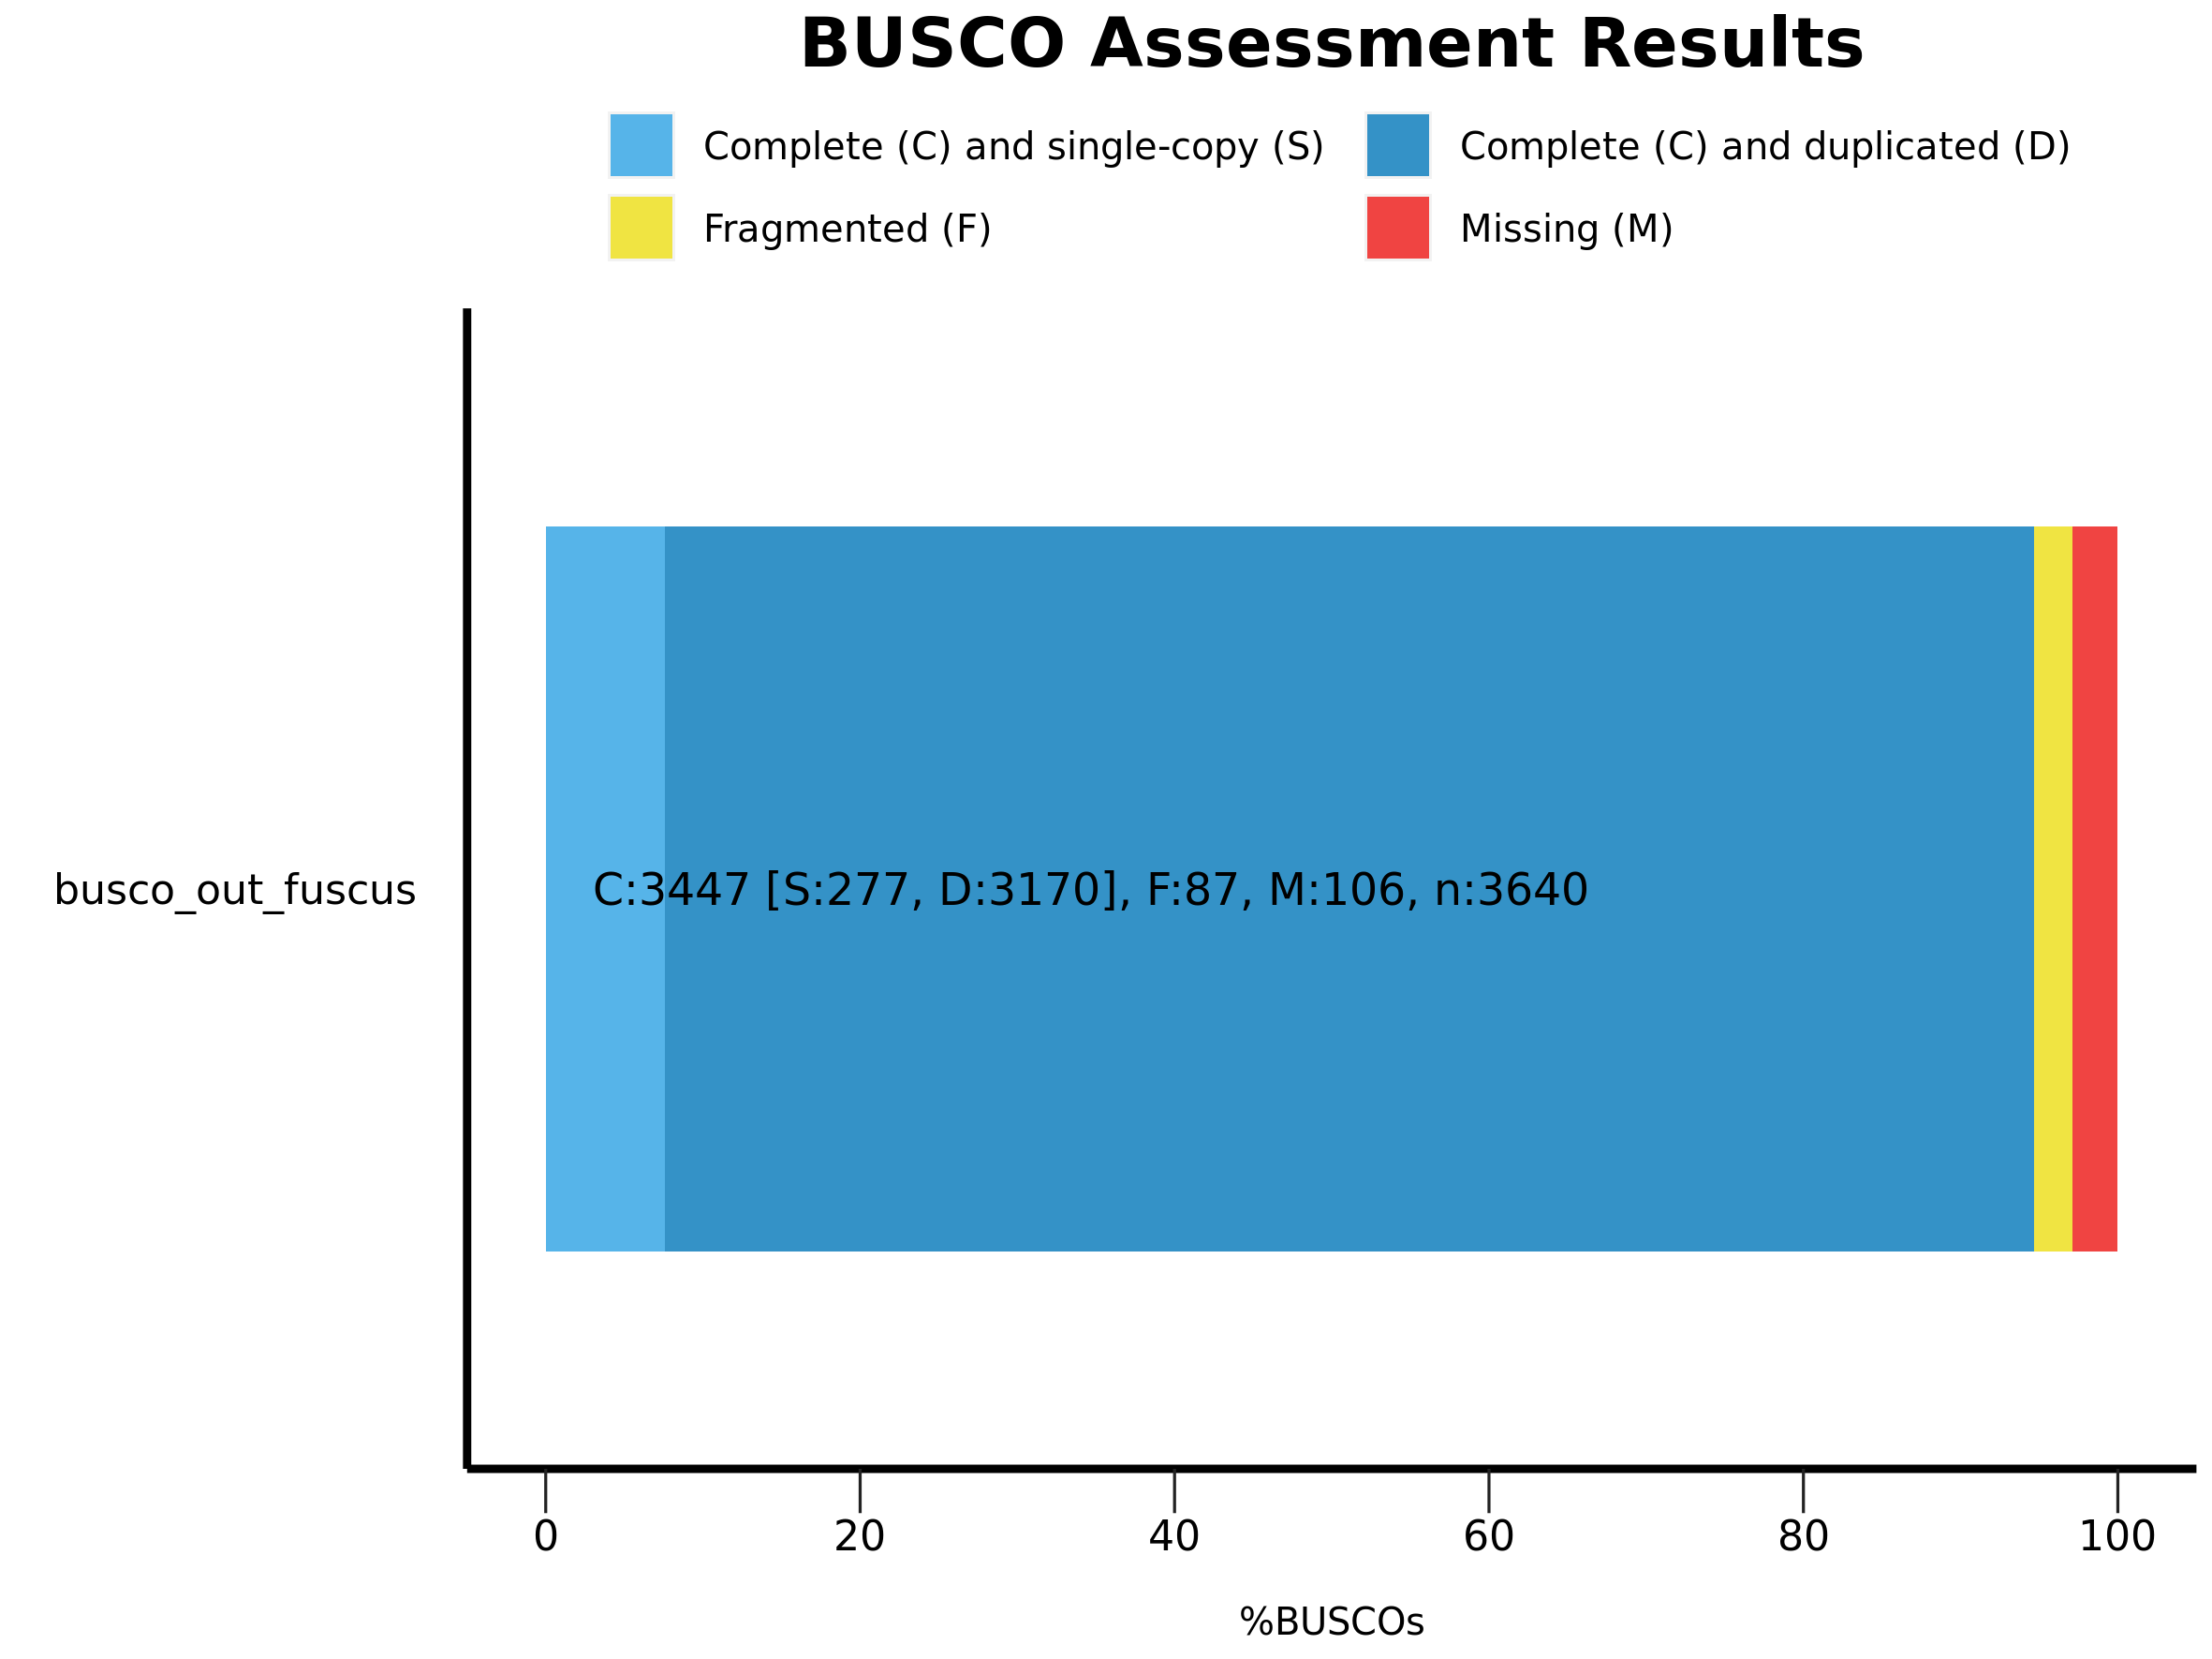 BUSCO Assessment Results
Complete (C) and single-copy (S)
Complete (C) and duplicated (D)
Fragmented (F)
Missing (M)
busco_out_fuscus
C:3447 [S:277, D:3170], F:87, M:106, n:3640
0
20
40
60
80
100
%BUSCOs